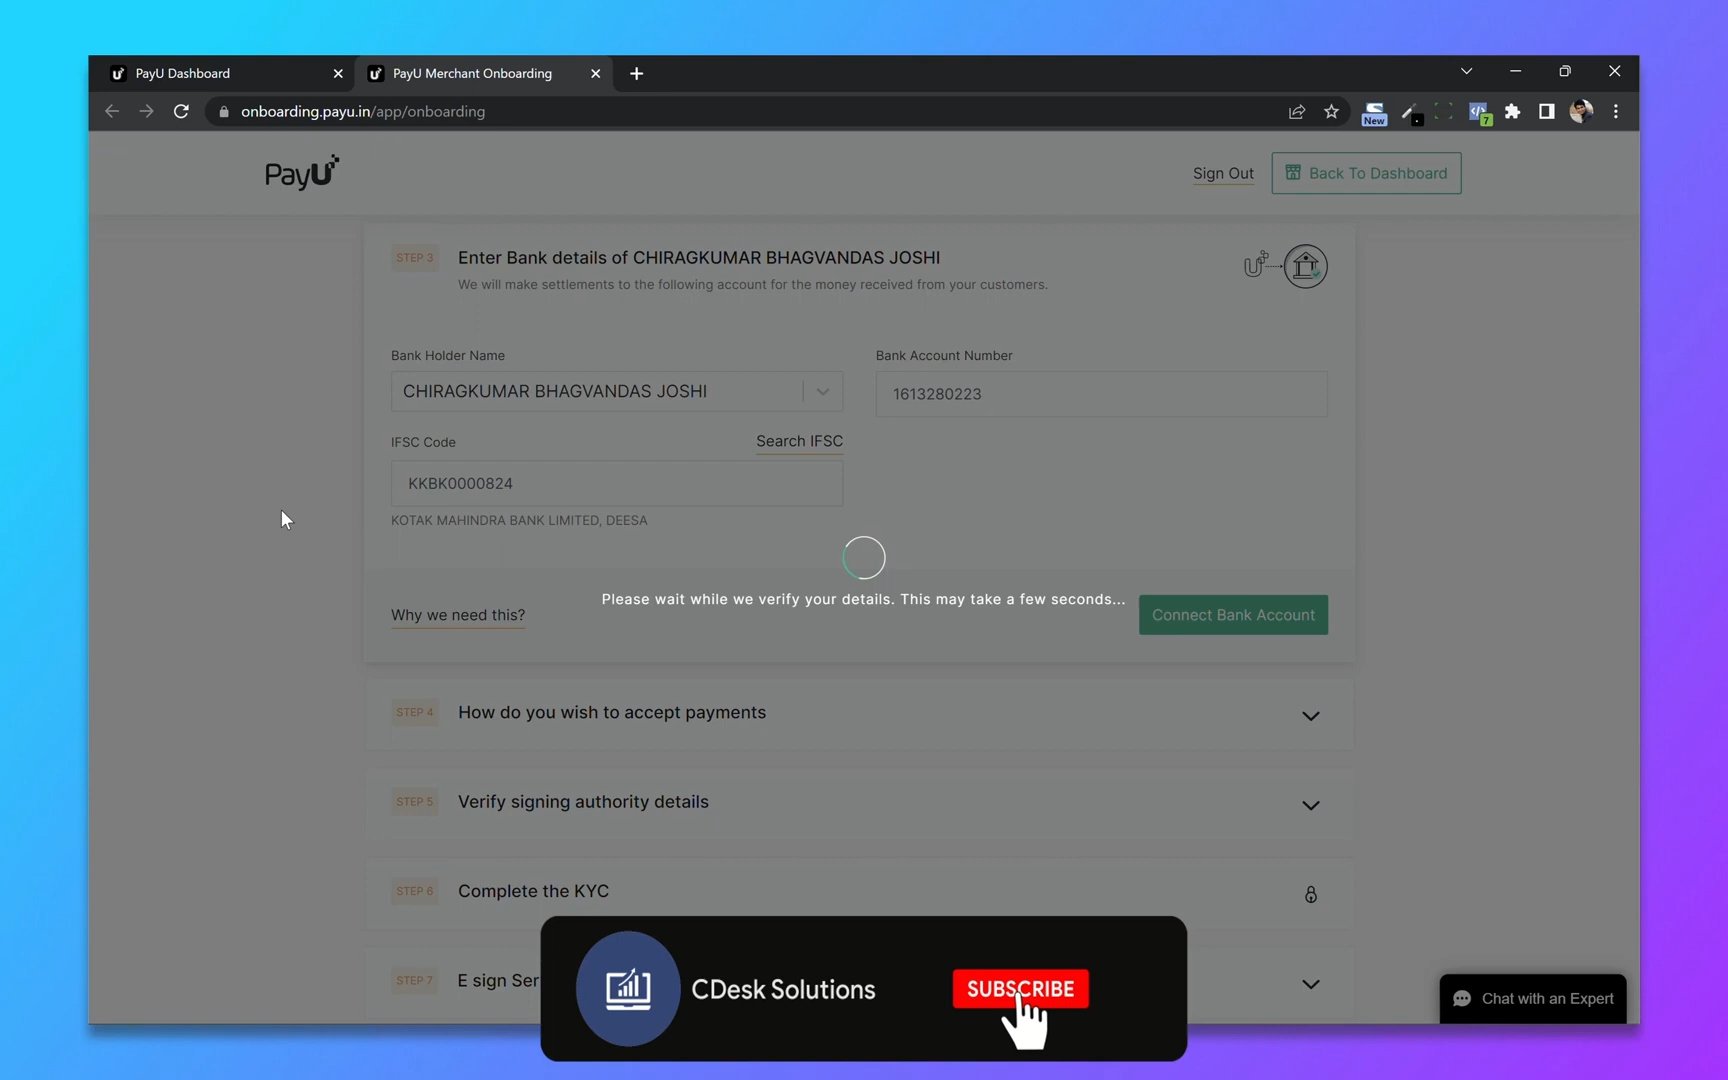 PayU Dashboard
PayU Merchant Onboarding
onboarding.payu.in/app/onboarding
New
7
PayU
Sign Out
Back To Dashboard
STEP 3
Enter Bank details of CHIRAGKUMAR BHAGVANDAS JOSHI
We will make settlements to the following account for the money received from your customers.
Bank Holder Name
Bank Account Number
CHIRAGKUMAR BHAGVANDAS JOSHI
1613280223
IFSC Code
Search IFSC
KKBK0000824
KOTAK MAHINDRA BANK LIMITED, DEESA
Please wait while we verify your details. This may take a few seconds...
Why we need this?
Connect Bank Account
STEP 4
How do you wish to accept payments
STEP 5
Verify signing authority details
STEP 6
Complete the KYC
STEP 7
E sign Ser
CDesk Solutions
SUBSCRIBE
Chat with an Expert